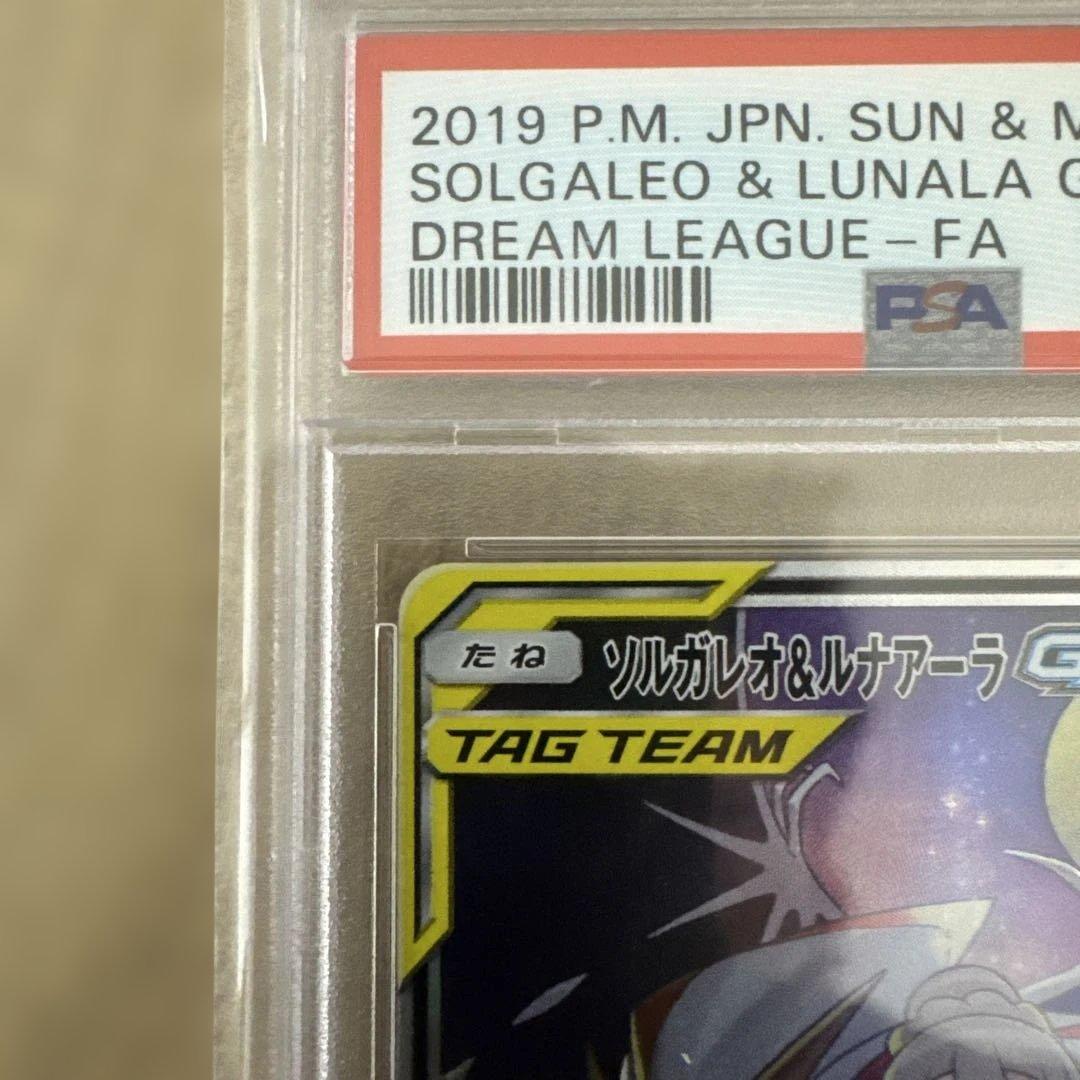 2019 P.M. JPN. SUN & M
SOLGALEO & LUNALA G
DREAM LEAGUE – FA
PSA
たね
ソルガレオ&ルナアーラ G
TAG TEAM